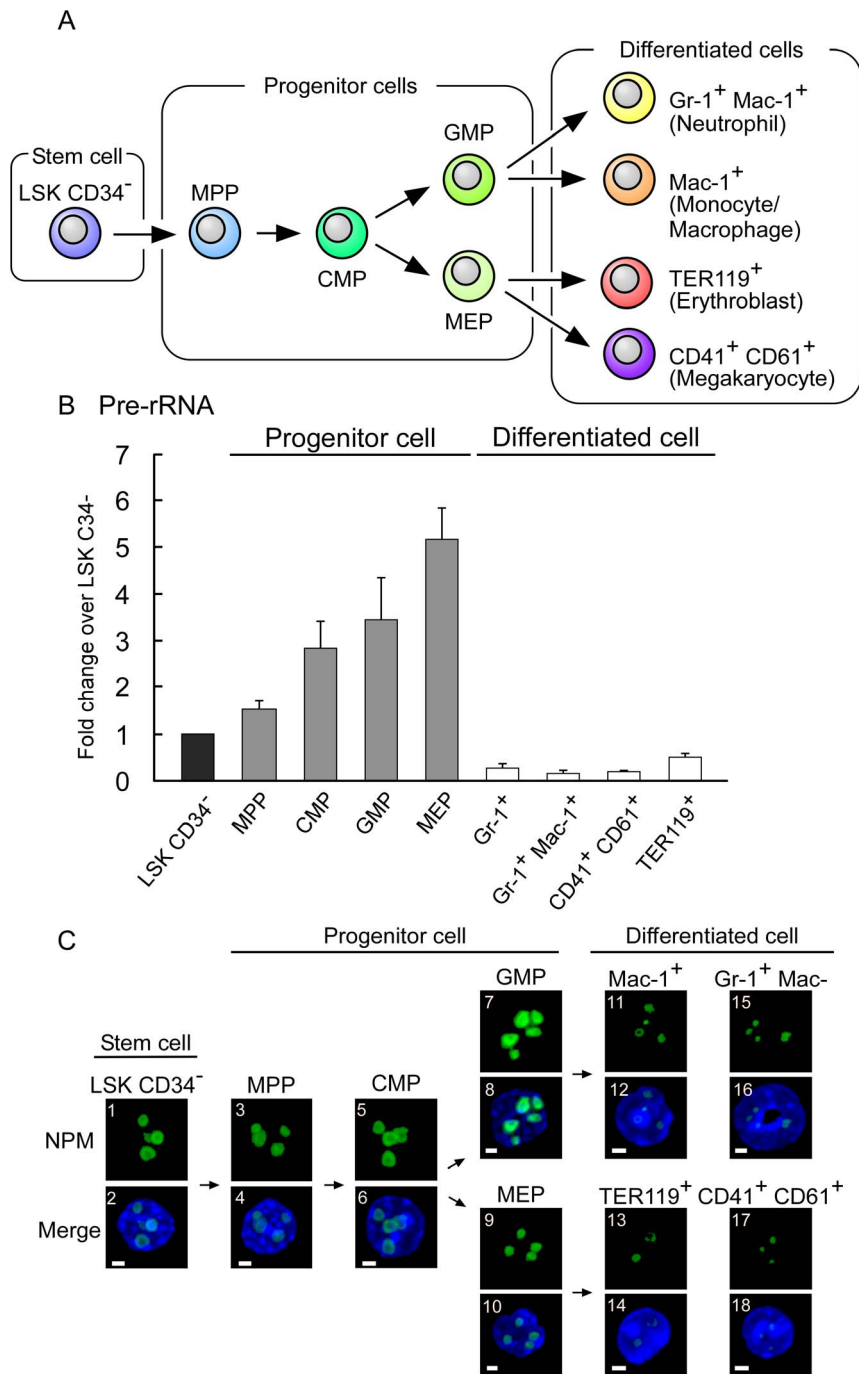 A
Differentiated cells
Progenitor cells
Stem cell
LSK CD34⁻
MPP
CMP
GMP
MEP
Gr-1⁺ Mac-1⁺
(Neutrophil)
Mac-1⁺
(Monocyte/
Macrophage)
TER119⁺
(Erythroblast)
CD41⁺ CD61⁺
(Megakaryocyte)
B Pre-rRNA
Progenitor cell Differentiated cell
Fold change over LSK C34-
7
6
5
4
3
2
1
0
LSK CD34⁻
MPP
CMP
GMP
MEP
Gr-1⁺
Gr-1⁺ Mac-1⁺
CD41⁺ CD61⁺
TER119⁺
C
Progenitor cell Differentiated cell
GMP Mac-1⁺ Gr-1⁺ Mac-
7 11 15
Stem cell
LSK CD34⁻ MPP CMP
8 12 16
NPM 1 3 5
Merge 2 4 6
MEP TER119⁺ CD41⁺ CD61⁺
9 13 17
10 14 18